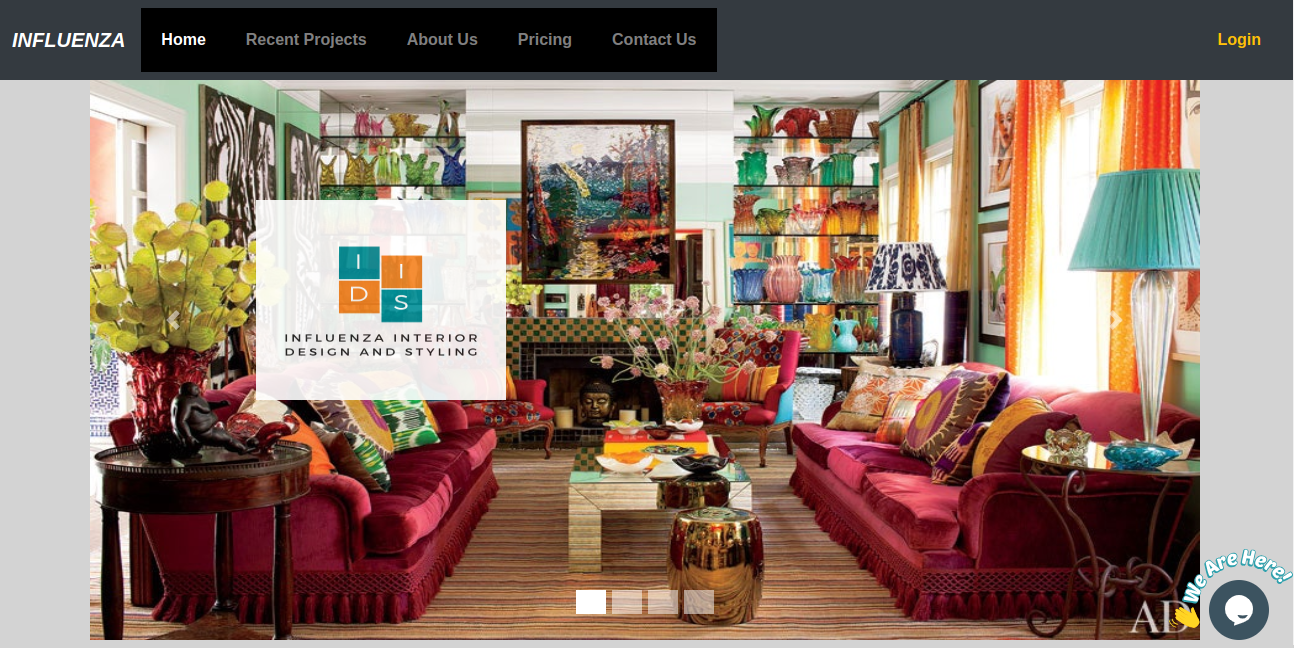 INFLUENZA Home Recent Projects About Us Pricing Contact Us Login
I I
D S
INFLUENZA INTERIOR
DESIGN AND STYLING
We Are Here!
AD